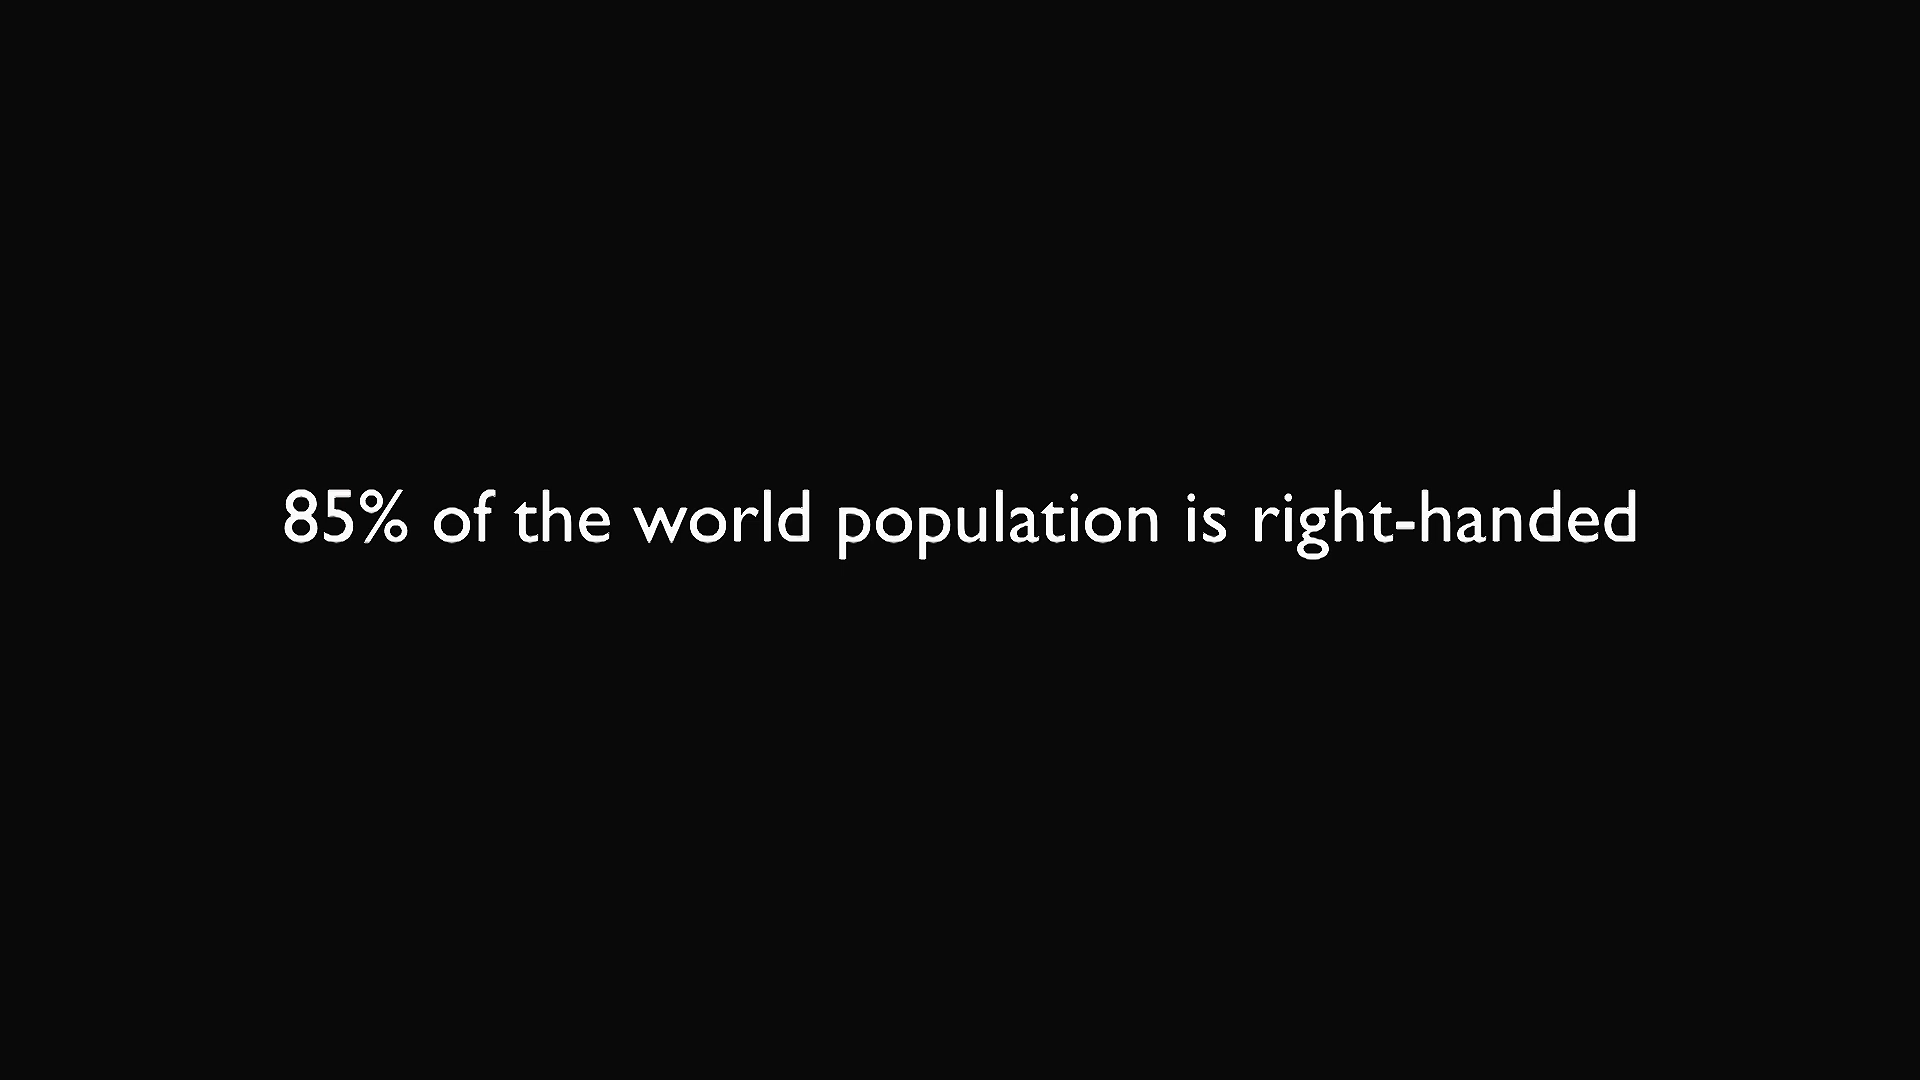 85% of the world population is right-handed